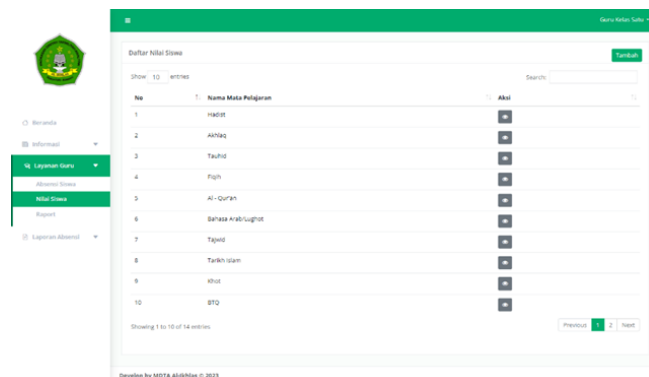 Guru Kelas Satu
Daftar Nilai Siswa
Tambah
Show 10 entries
Search:
No Nama Mata Pelajaran Aksi
1 Hadist
2 Akhlaq
3 Tauhid
4 Fiqih
5 Al - Qur'an
6 Bahasa Arab/Lughot
7 Tajwid
8 Tarikh Islam
9 Khot
10 BTQ
Showing 1 to 10 of 14 entries
Previous 1 2 Next
Beranda
Informasi
Layanan Guru
Absensi Siswa
Nilai Siswa
Raport
Laporan Absensi
Develop by MDTA Al-Ikhlas © 2023